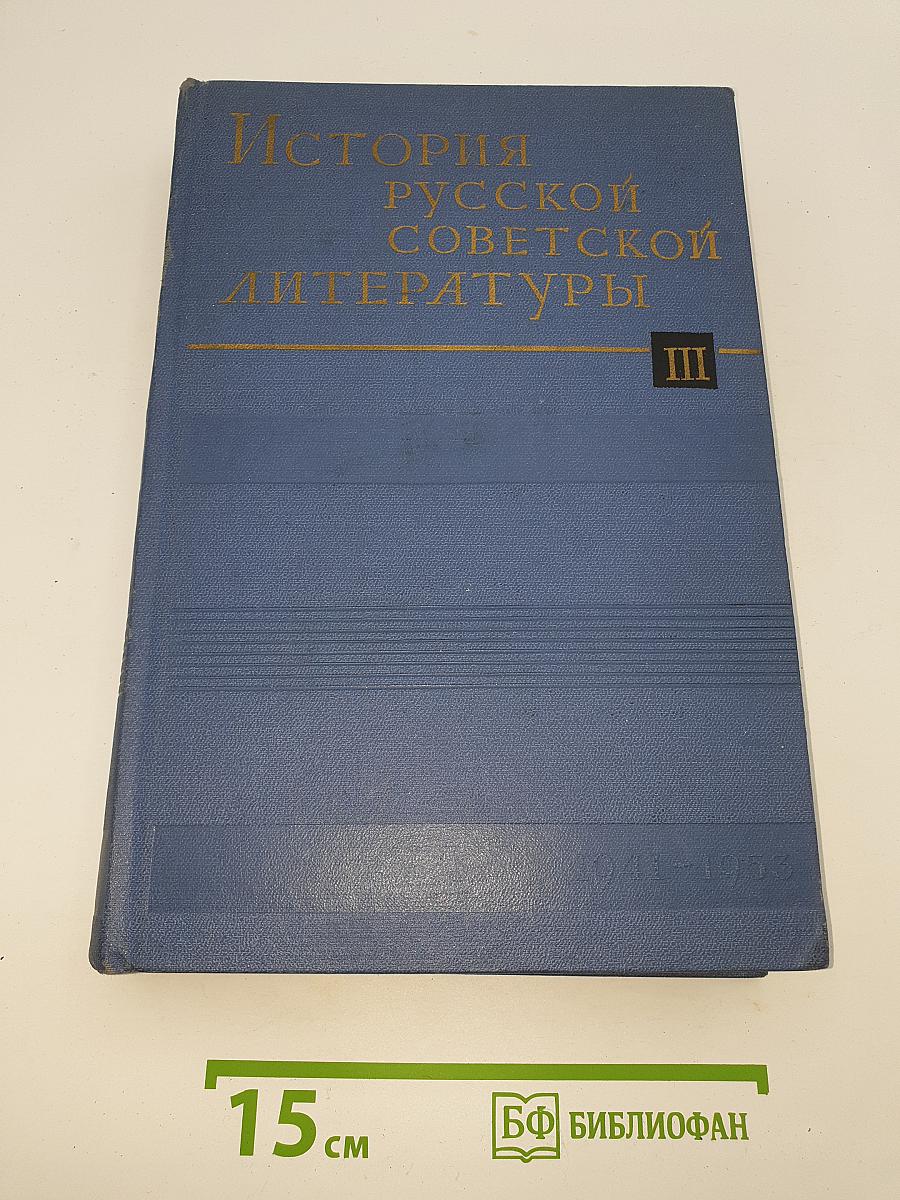 История
русской
советской
литературы
III
1941–1953
15 см
БФ БИБЛИОФАН